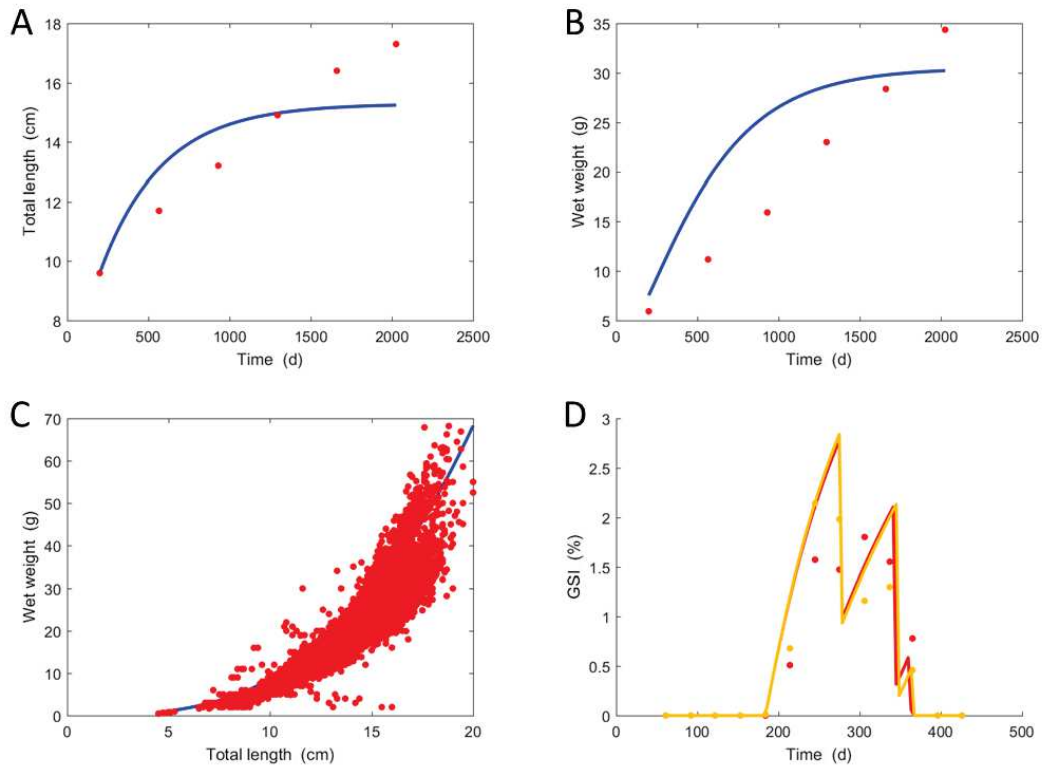 A
18
16
14
12
10
8
Total length (cm)
0 500 1000 1500 2000 2500
Time (d)
B
35
30
25
20
15
10
5
Wet weight (g)
0 500 1000 1500 2000 2500
Time (d)
C
70
60
50
40
30
20
10
0
Wet weight (g)
0 5 10 15 20
Total length (cm)
D
3
2.5
2
1.5
1
0.5
0
GSI (%)
0 100 200 300 400 500
Time (d)